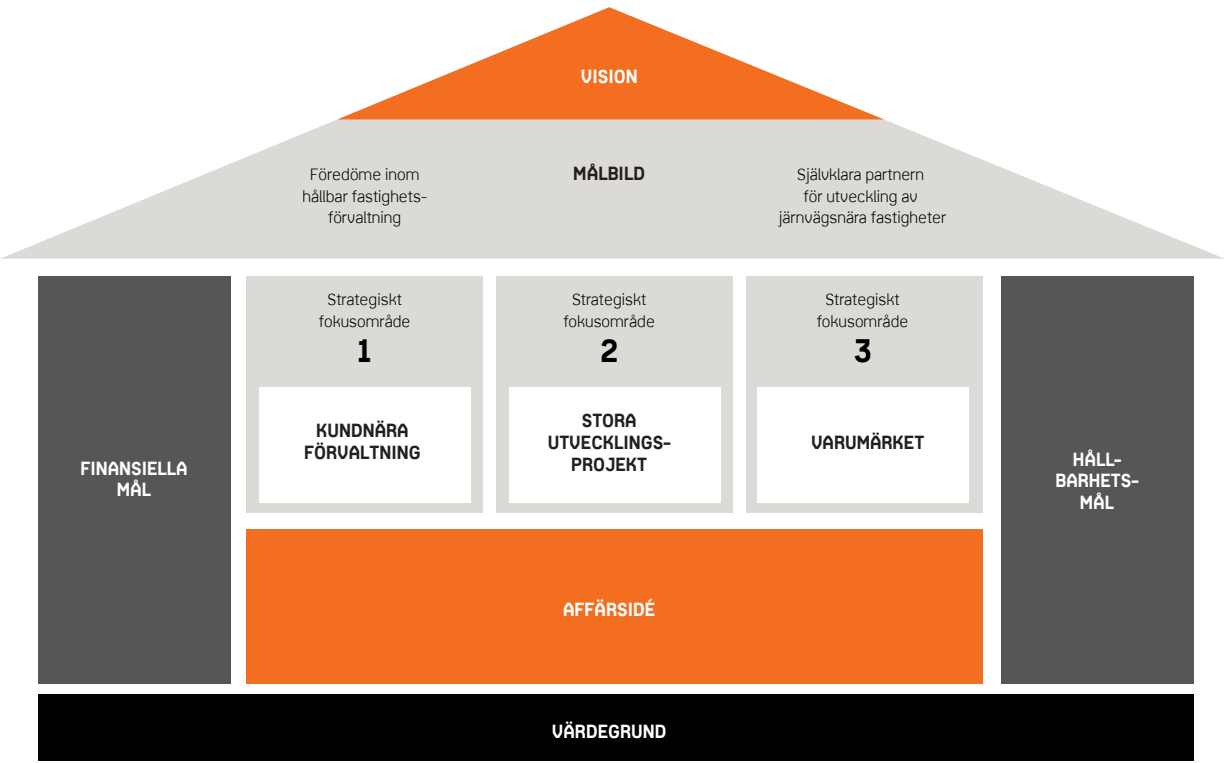 VISION
MÅLBILD
Föredöme inom
hållbar fastighets-
förvaltning
Självklara partnern
för utveckling av
järnvägsnära fastigheter
FINANSIELLA
MÅL
Strategiskt
fokusområde
1
KUNDNÄRA
FÖRVALTNING
Strategiskt
fokusområde
2
STORA
UTVECKLINGS-
PROJEKT
Strategiskt
fokusområde
3
VARUMÄRKET
HÅLL-
BARHETS-
MÅL
AFFÄRSIDÉ
VÄRDEGRUND